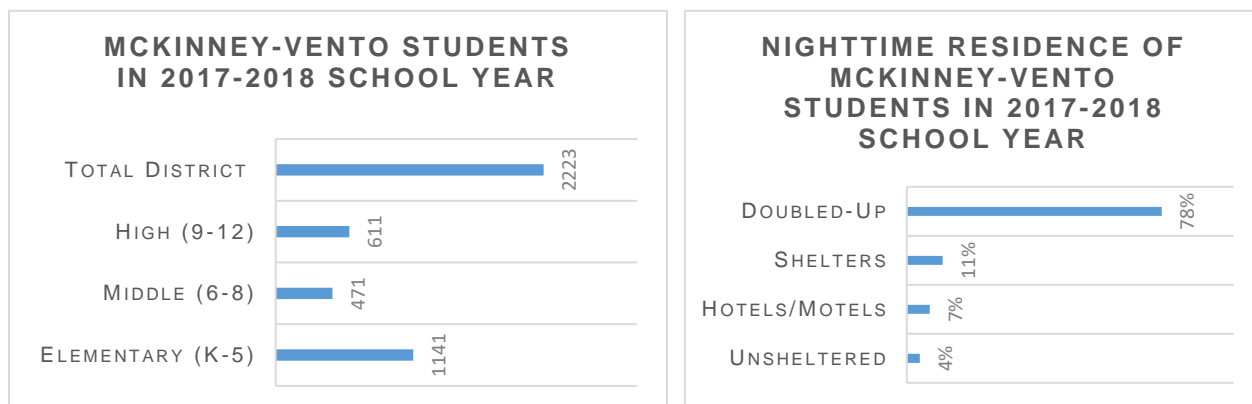 MCKINNEY-VENTO STUDENTS
IN 2017-2018 SCHOOL YEAR
TOTAL DISTRICT
2223
HIGH (9-12)
611
MIDDLE (6-8)
471
ELEMENTARY (K-5)
1141
NIGHTTIME RESIDENCE OF
MCKINNEY-VENTO
STUDENTS IN 2017-2018
SCHOOL YEAR
DOUBLED-UP
78%
SHELTERS
11%
HOTELS/MOTELS
7%
UNSHELTERED
4%